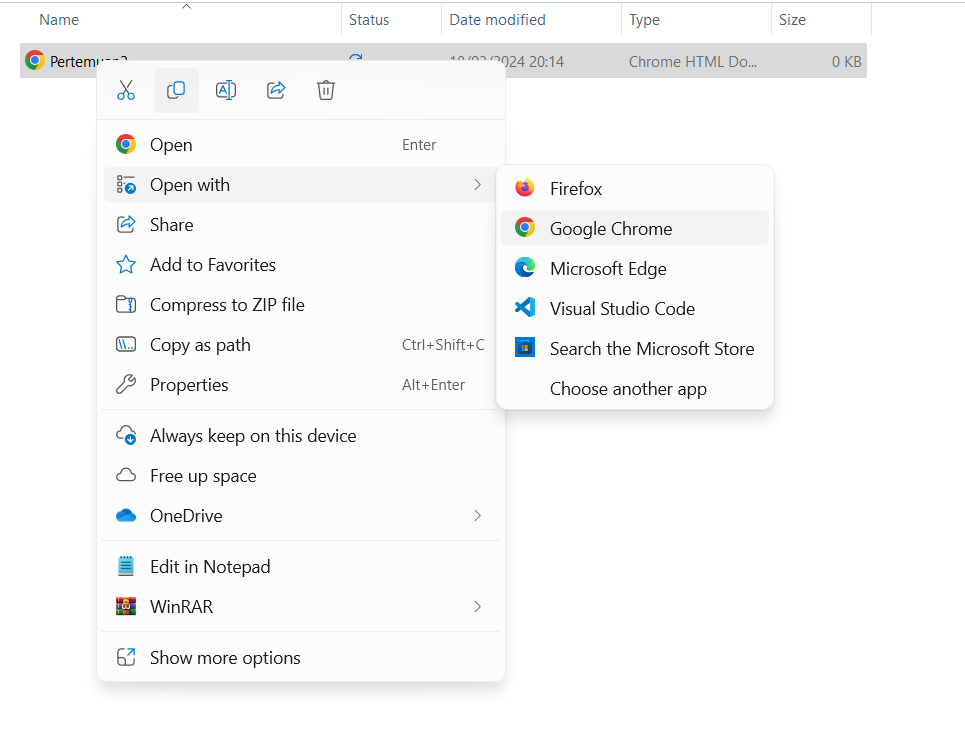 Name Status Date modified Type Size
18/02/2024 20:14 Chrome HTML Do... 0 KB
Open Enter
Open with
Share
Add to Favorites
Compress to ZIP file
Copy as path Ctrl+Shift+C
Properties Alt+Enter
Always keep on this device
Free up space
OneDrive
Edit in Notepad
WinRAR
Show more options
Firefox
Google Chrome
Microsoft Edge
Visual Studio Code
Search the Microsoft Store
Choose another app